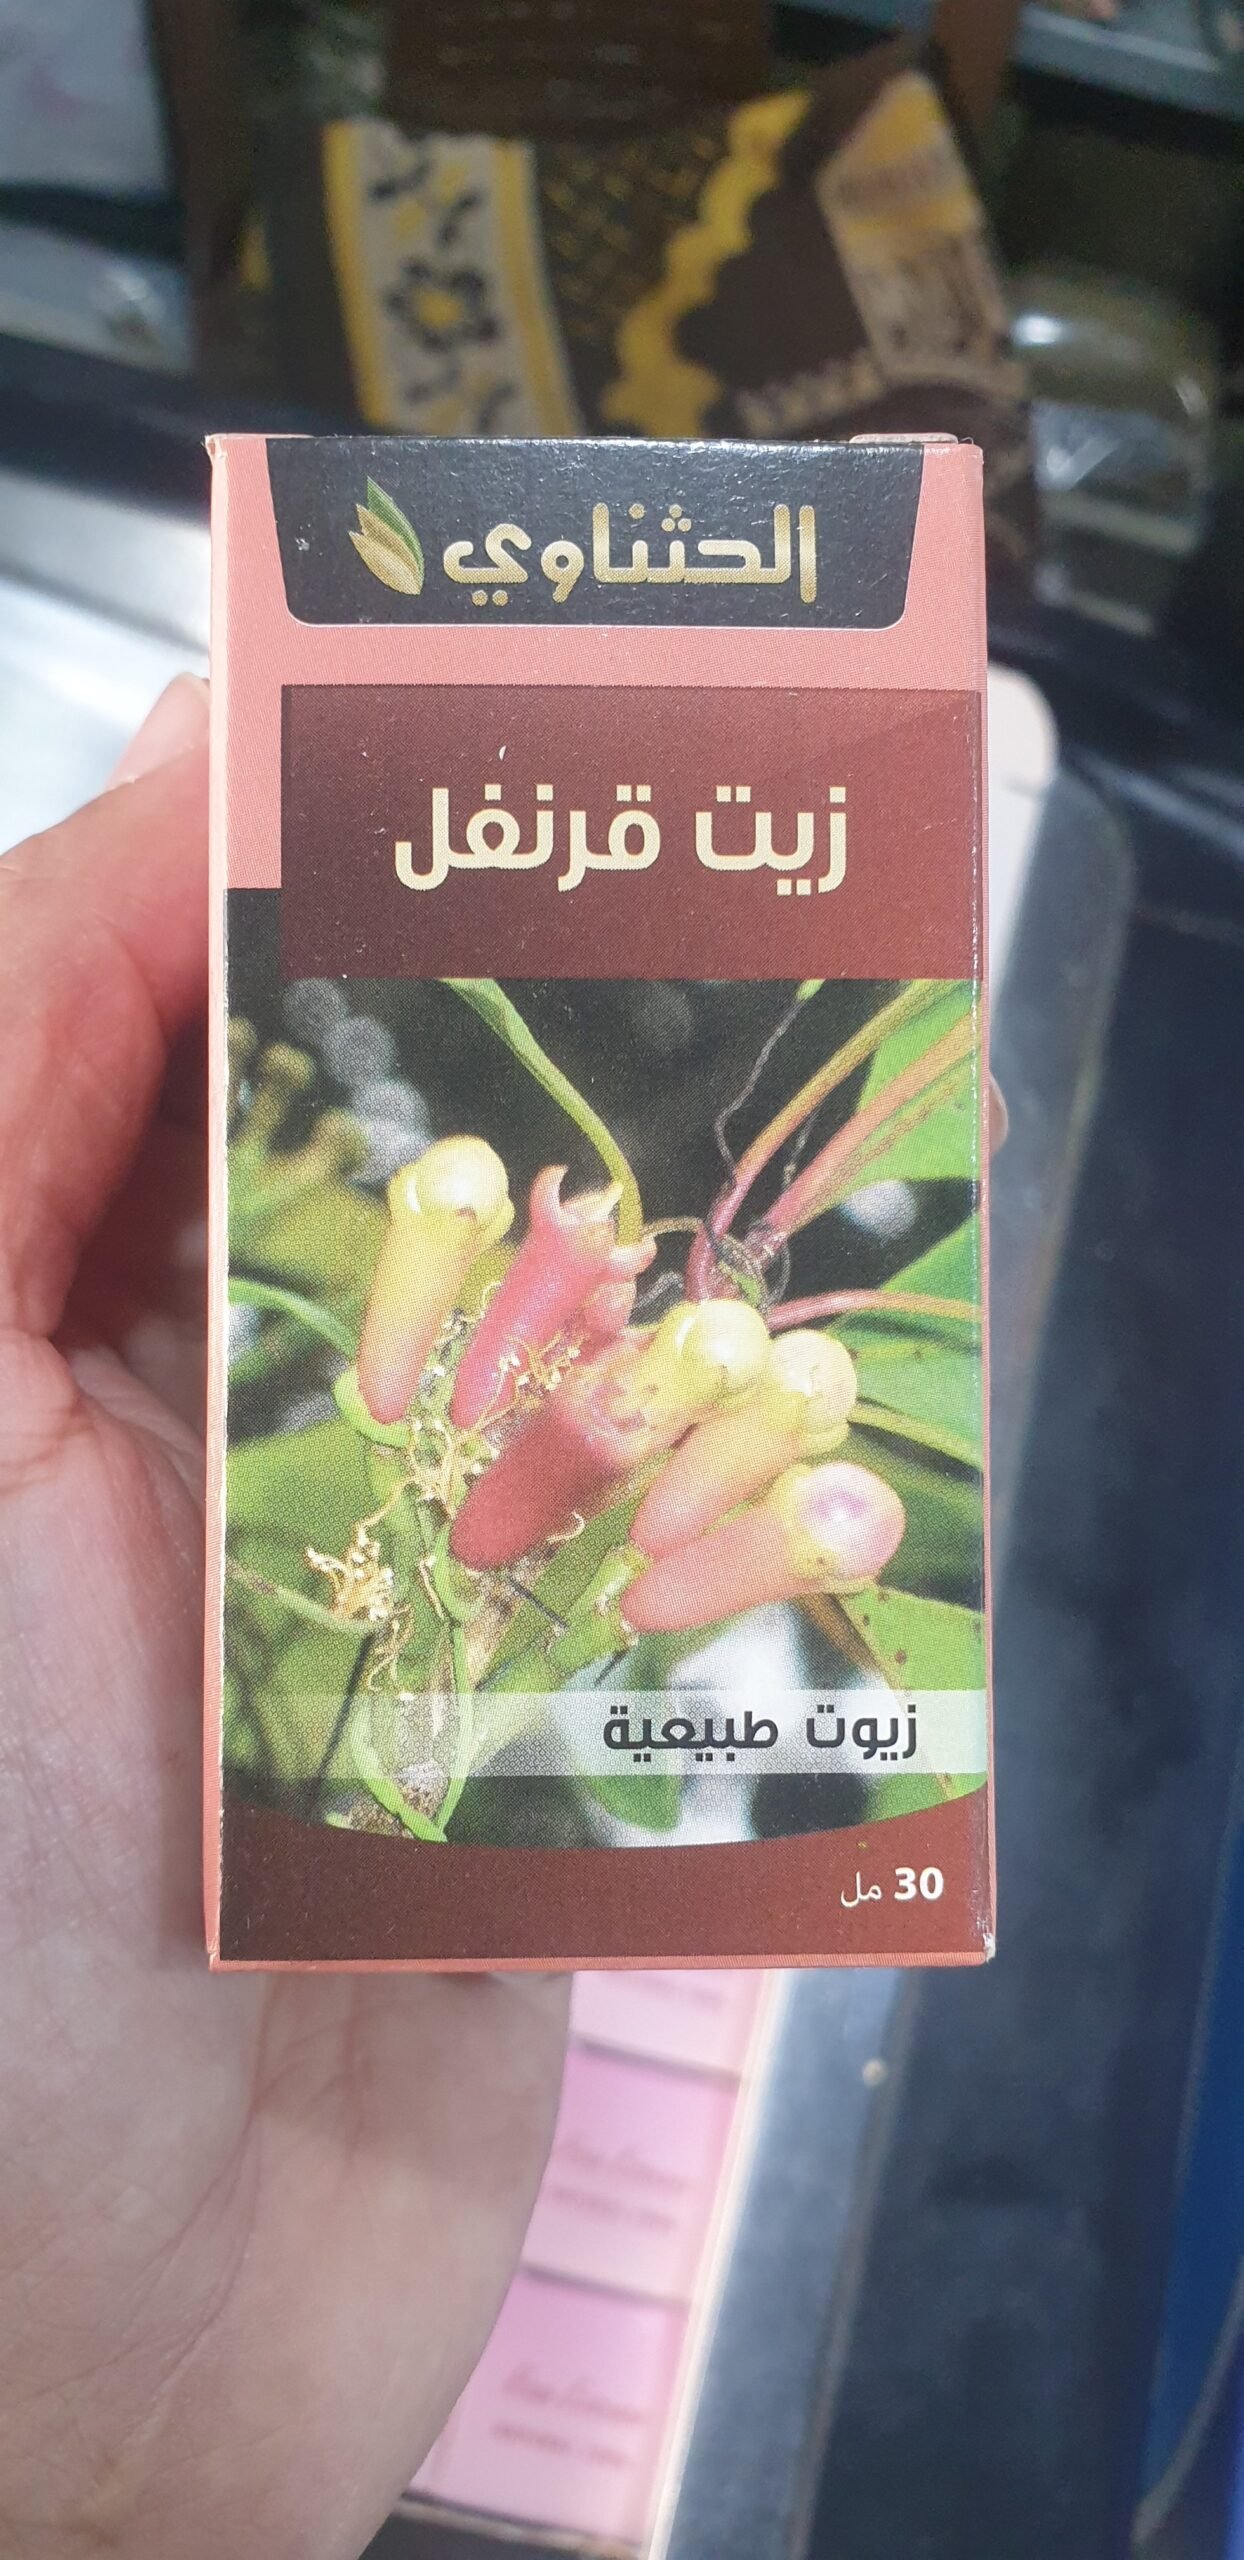 الحثناوي
زيت قرنفل
زيوت طبيعية
30 مل